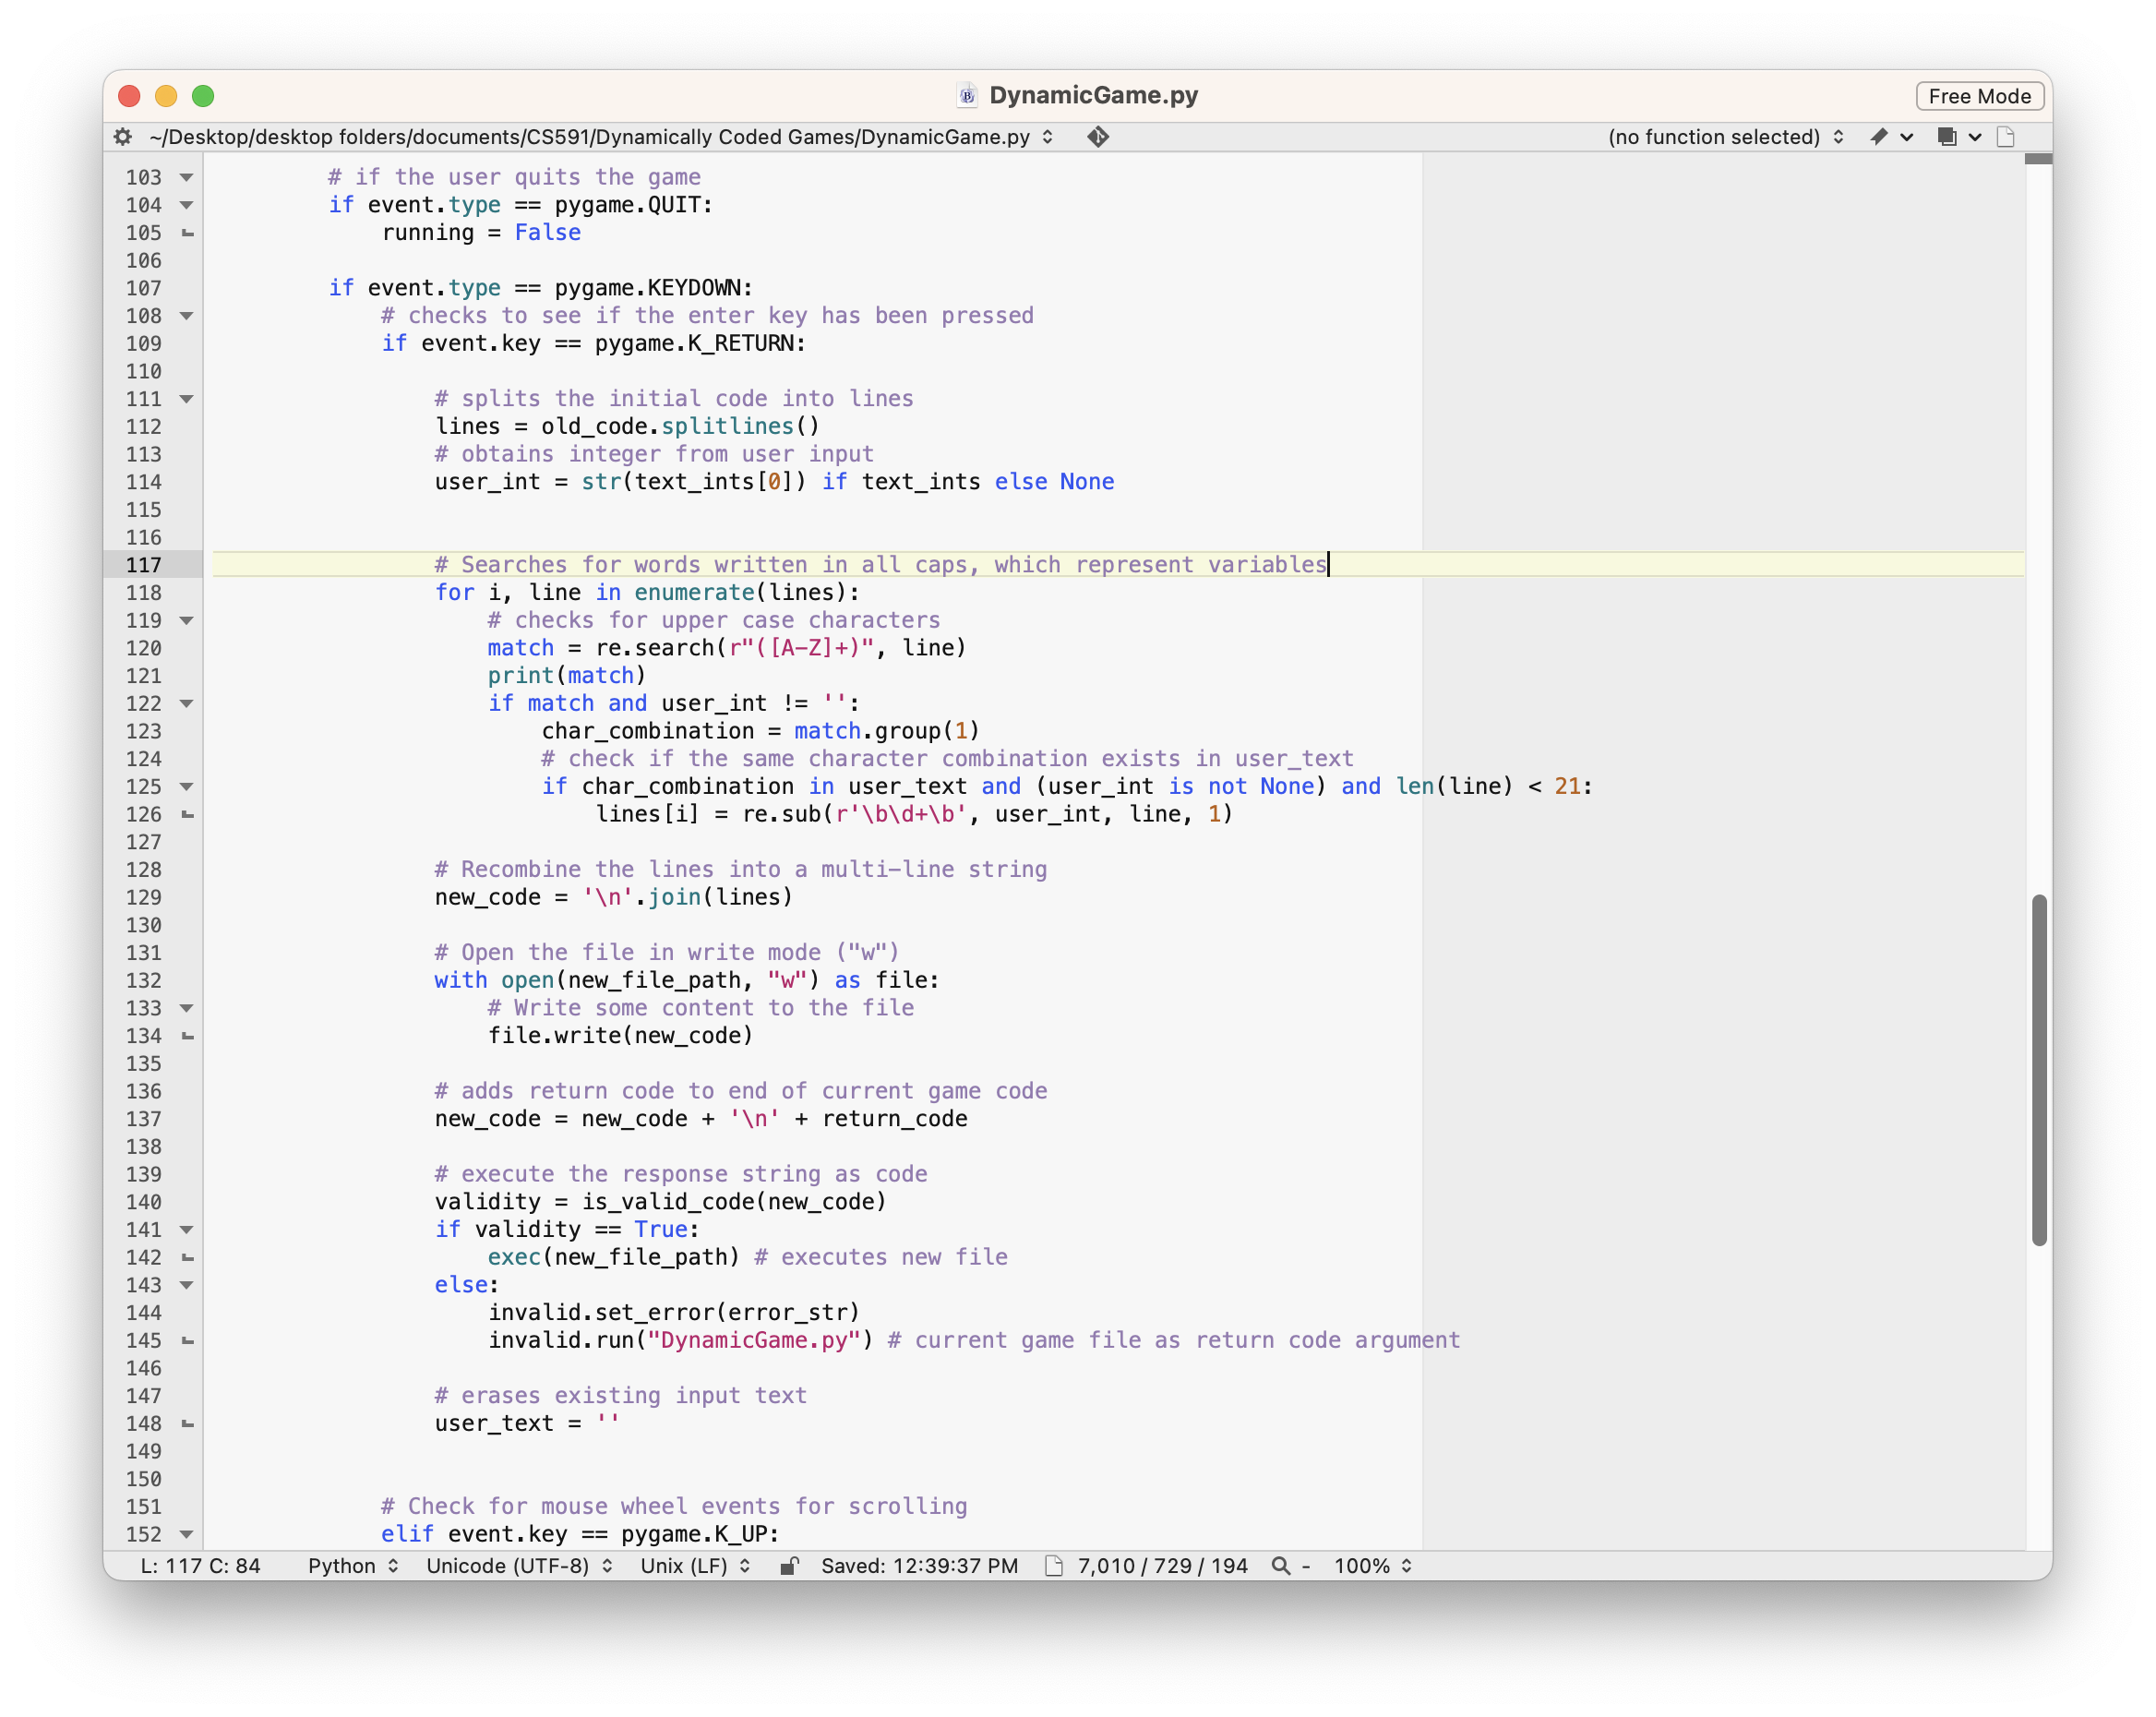 DynamicGame.py
Free Mode
~/Desktop/desktop folders/documents/CS591/Dynamically Coded Games/DynamicGame.py (no function selected)
103 # if the user quits the game
104 if event.type == pygame.QUIT:
105 running = False
106
107 if event.type == pygame.KEYDOWN:
108 # checks to see if the enter key has been pressed
109 if event.key == pygame.K_RETURN:
110
111 # splits the initial code into lines
112 lines = old_code.splitlines()
113 # obtains integer from user input
114 user_int = str(text_ints[0]) if text_ints else None
115
116
117 # Searches for words written in all caps, which represent variables
118 for i, line in enumerate(lines):
119 # checks for upper case characters
120 match = re.search(r"([A-Z]+)", line)
121 print(match)
122 if match and user_int != '':
123 char_combination = match.group(1)
124 # check if the same character combination exists in user_text
125 if char_combination in user_text and (user_int is not None) and len(line) < 21:
126 lines[i] = re.sub(r'\b\d+\b', user_int, line, 1)
127
128 # Recombine the lines into a multi-line string
129 new_code = '\n'.join(lines)
130
131 # Open the file in write mode ("w")
132 with open(new_file_path, "w") as file:
133 # Write some content to the file
134 file.write(new_code)
135
136 # adds return code to end of current game code
137 new_code = new_code + '\n' + return_code
138
139 # execute the response string as code
140 validity = is_valid_code(new_code)
141 if validity == True:
142 exec(new_file_path) # executes new file
143 else:
144 invalid.set_error(error_str)
145 invalid.run("DynamicGame.py") # current game file as return code argument
146
147 # erases existing input text
148 user_text = ''
149
150
151 # Check for mouse wheel events for scrolling
152 elif event.key == pygame.K_UP:
L: 117 C: 84 Python Unicode (UTF-8) Unix (LF) Saved: 12:39:37 PM 7,010 / 729 / 194 - 100%